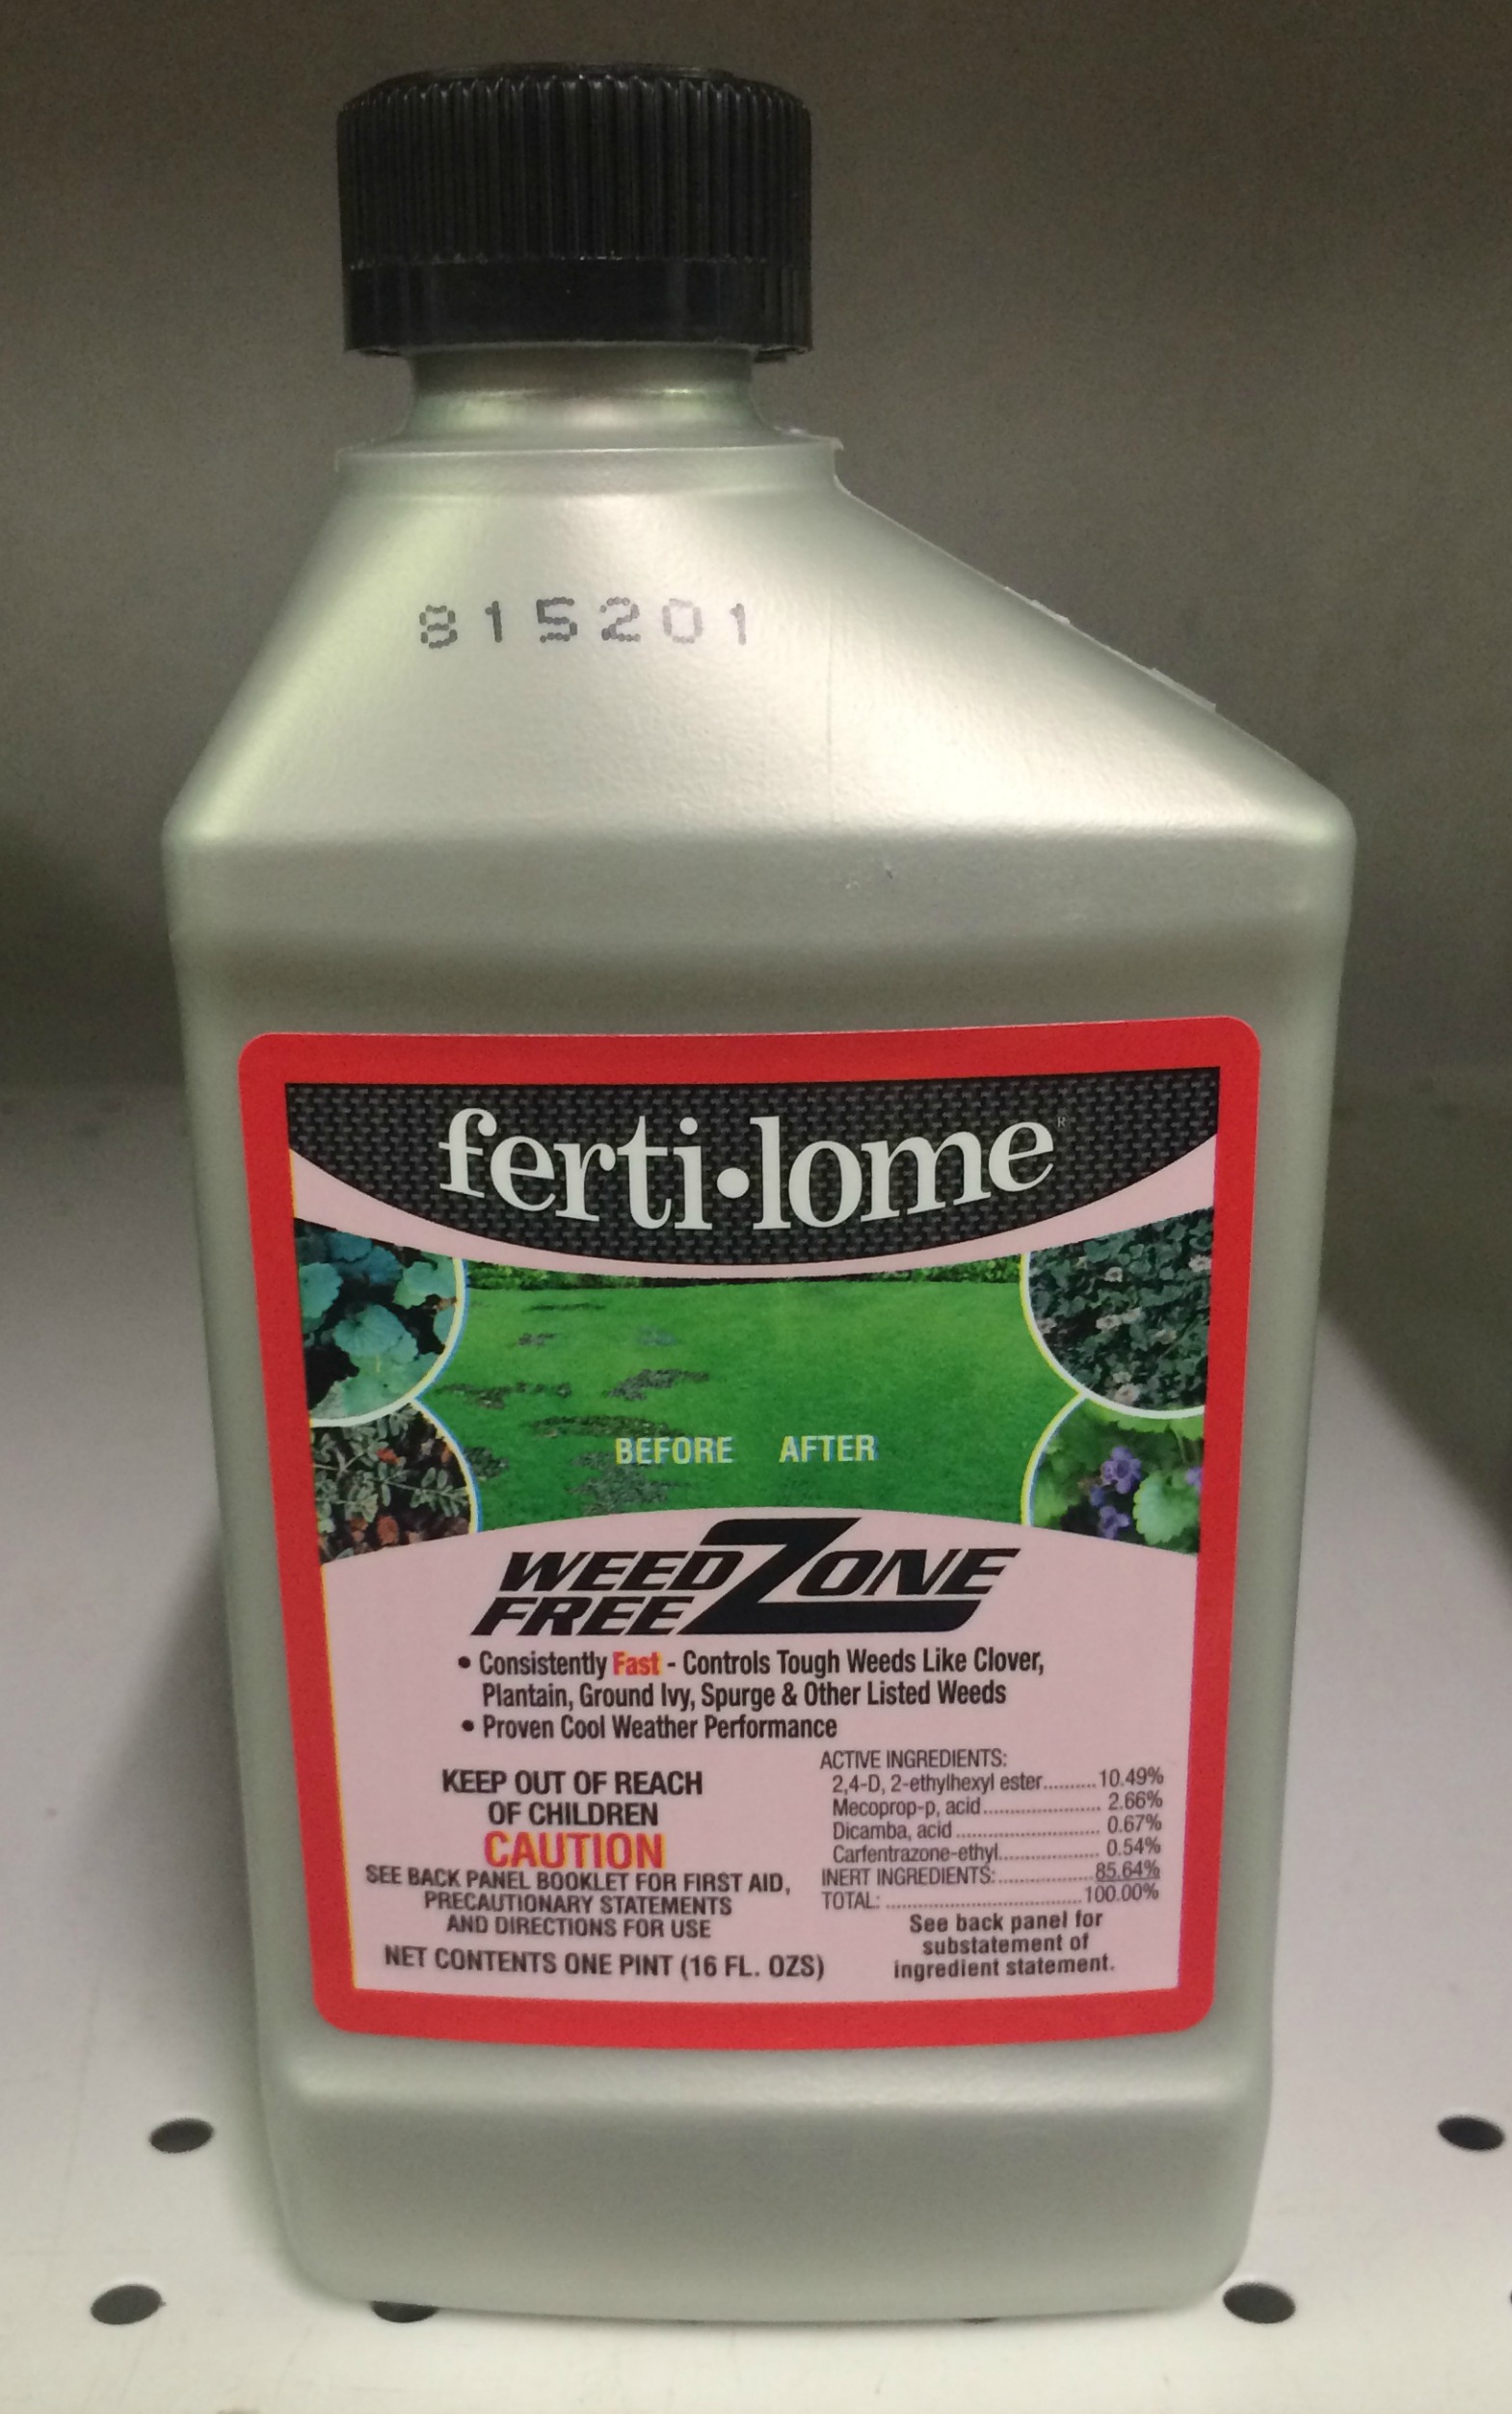 815201
ferti•lome®
BEFORE AFTER
WEED FREE ZONE
• Consistently Fast - Controls Tough Weeds Like Clover,
Plantain, Ground Ivy, Spurge & Other Listed Weeds
• Proven Cool Weather Performance
KEEP OUT OF REACH
OF CHILDREN
CAUTION
SEE BACK PANEL BOOKLET FOR FIRST AID,
PRECAUTIONARY STATEMENTS
AND DIRECTIONS FOR USE
NET CONTENTS ONE PINT (16 FL. OZS)
ACTIVE INGREDIENTS:
2,4-D, 2-ethylhexyl ester..........10.49%
Mecoprop-p, acid...................... 2.66%
Dicamba, acid........................... 0.67%
Carfentrazone-ethyl................... 0.54%
INERT INGREDIENTS:..................85.64%
TOTAL: .....................................100.00%
See back panel for
substatement of
ingredient statement.